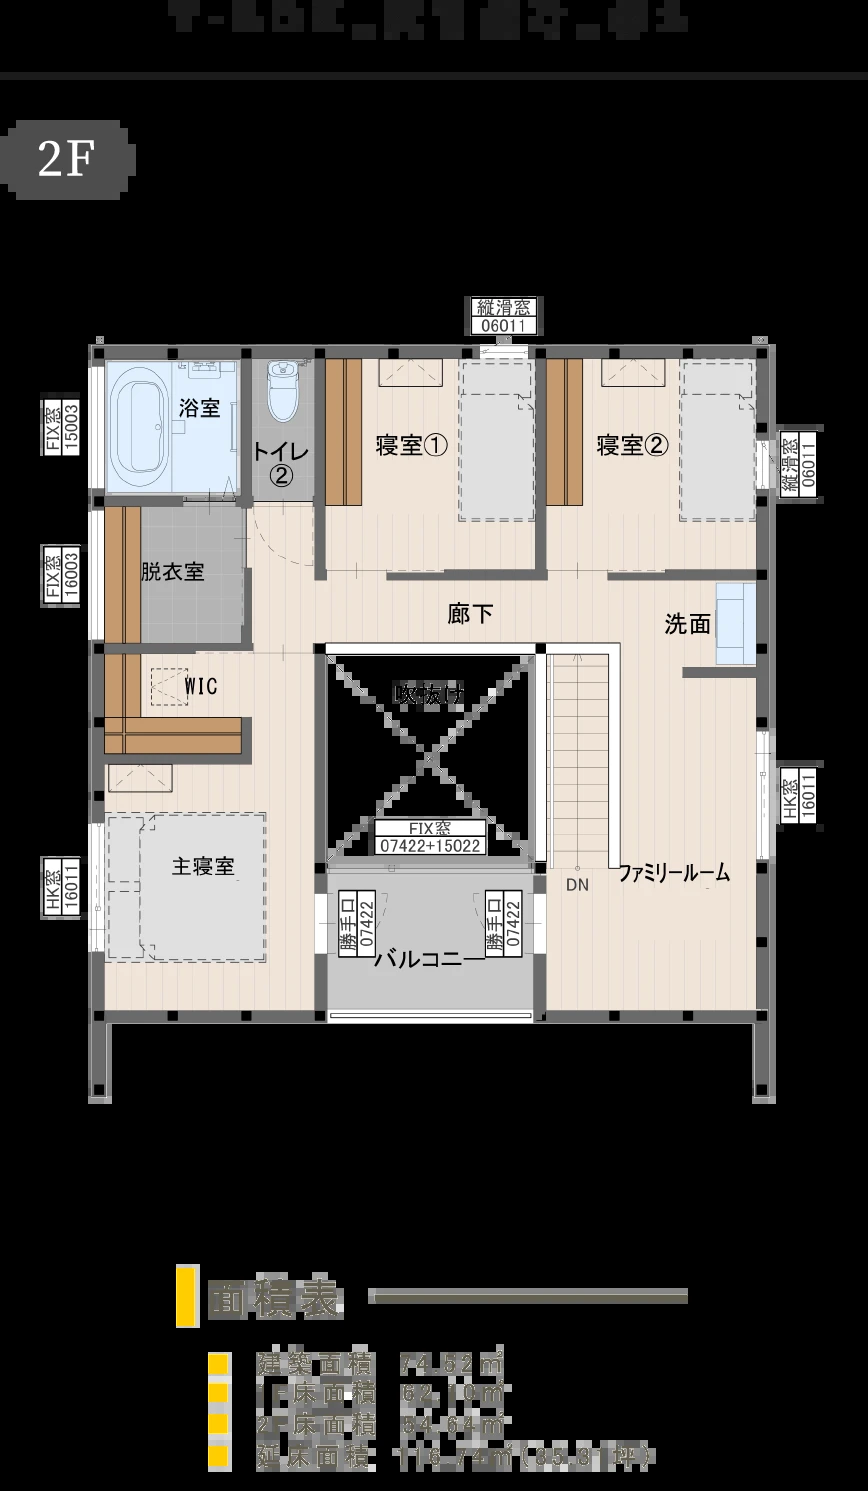 2F
縦滑窓
06011
FIX窓
15003
浴室
トイレ
②
寝室①
寝室②
縦滑窓
06011
FIX窓
16003
脱衣室
廊下
洗面
WIC
吹抜け
HK窓
16011
FIX窓
07422+15022
HK窓
16011
主寝室
DN
ファミリールーム
勝手口
07422
勝手口
07422
バルコニー
面積表
建築面積 74.52㎡
1F床面積 62.10㎡
2F床面積 54.64㎡
延床面積 116.74㎡(35.31坪)